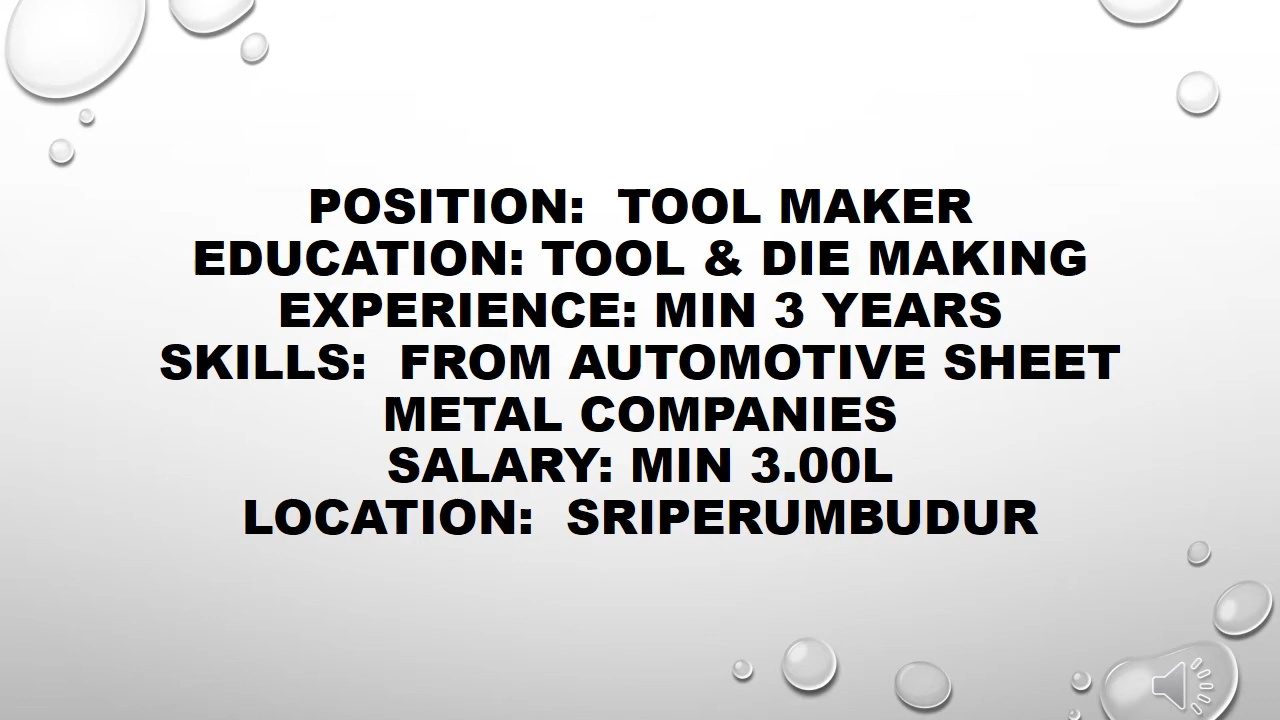 POSITION:  TOOL MAKER
EDUCATION: TOOL & DIE MAKING
EXPERIENCE: MIN 3 YEARS
SKILLS:  FROM AUTOMOTIVE SHEET
METAL COMPANIES
SALARY: MIN 3.00L
LOCATION:  SRIPERUMBUDUR